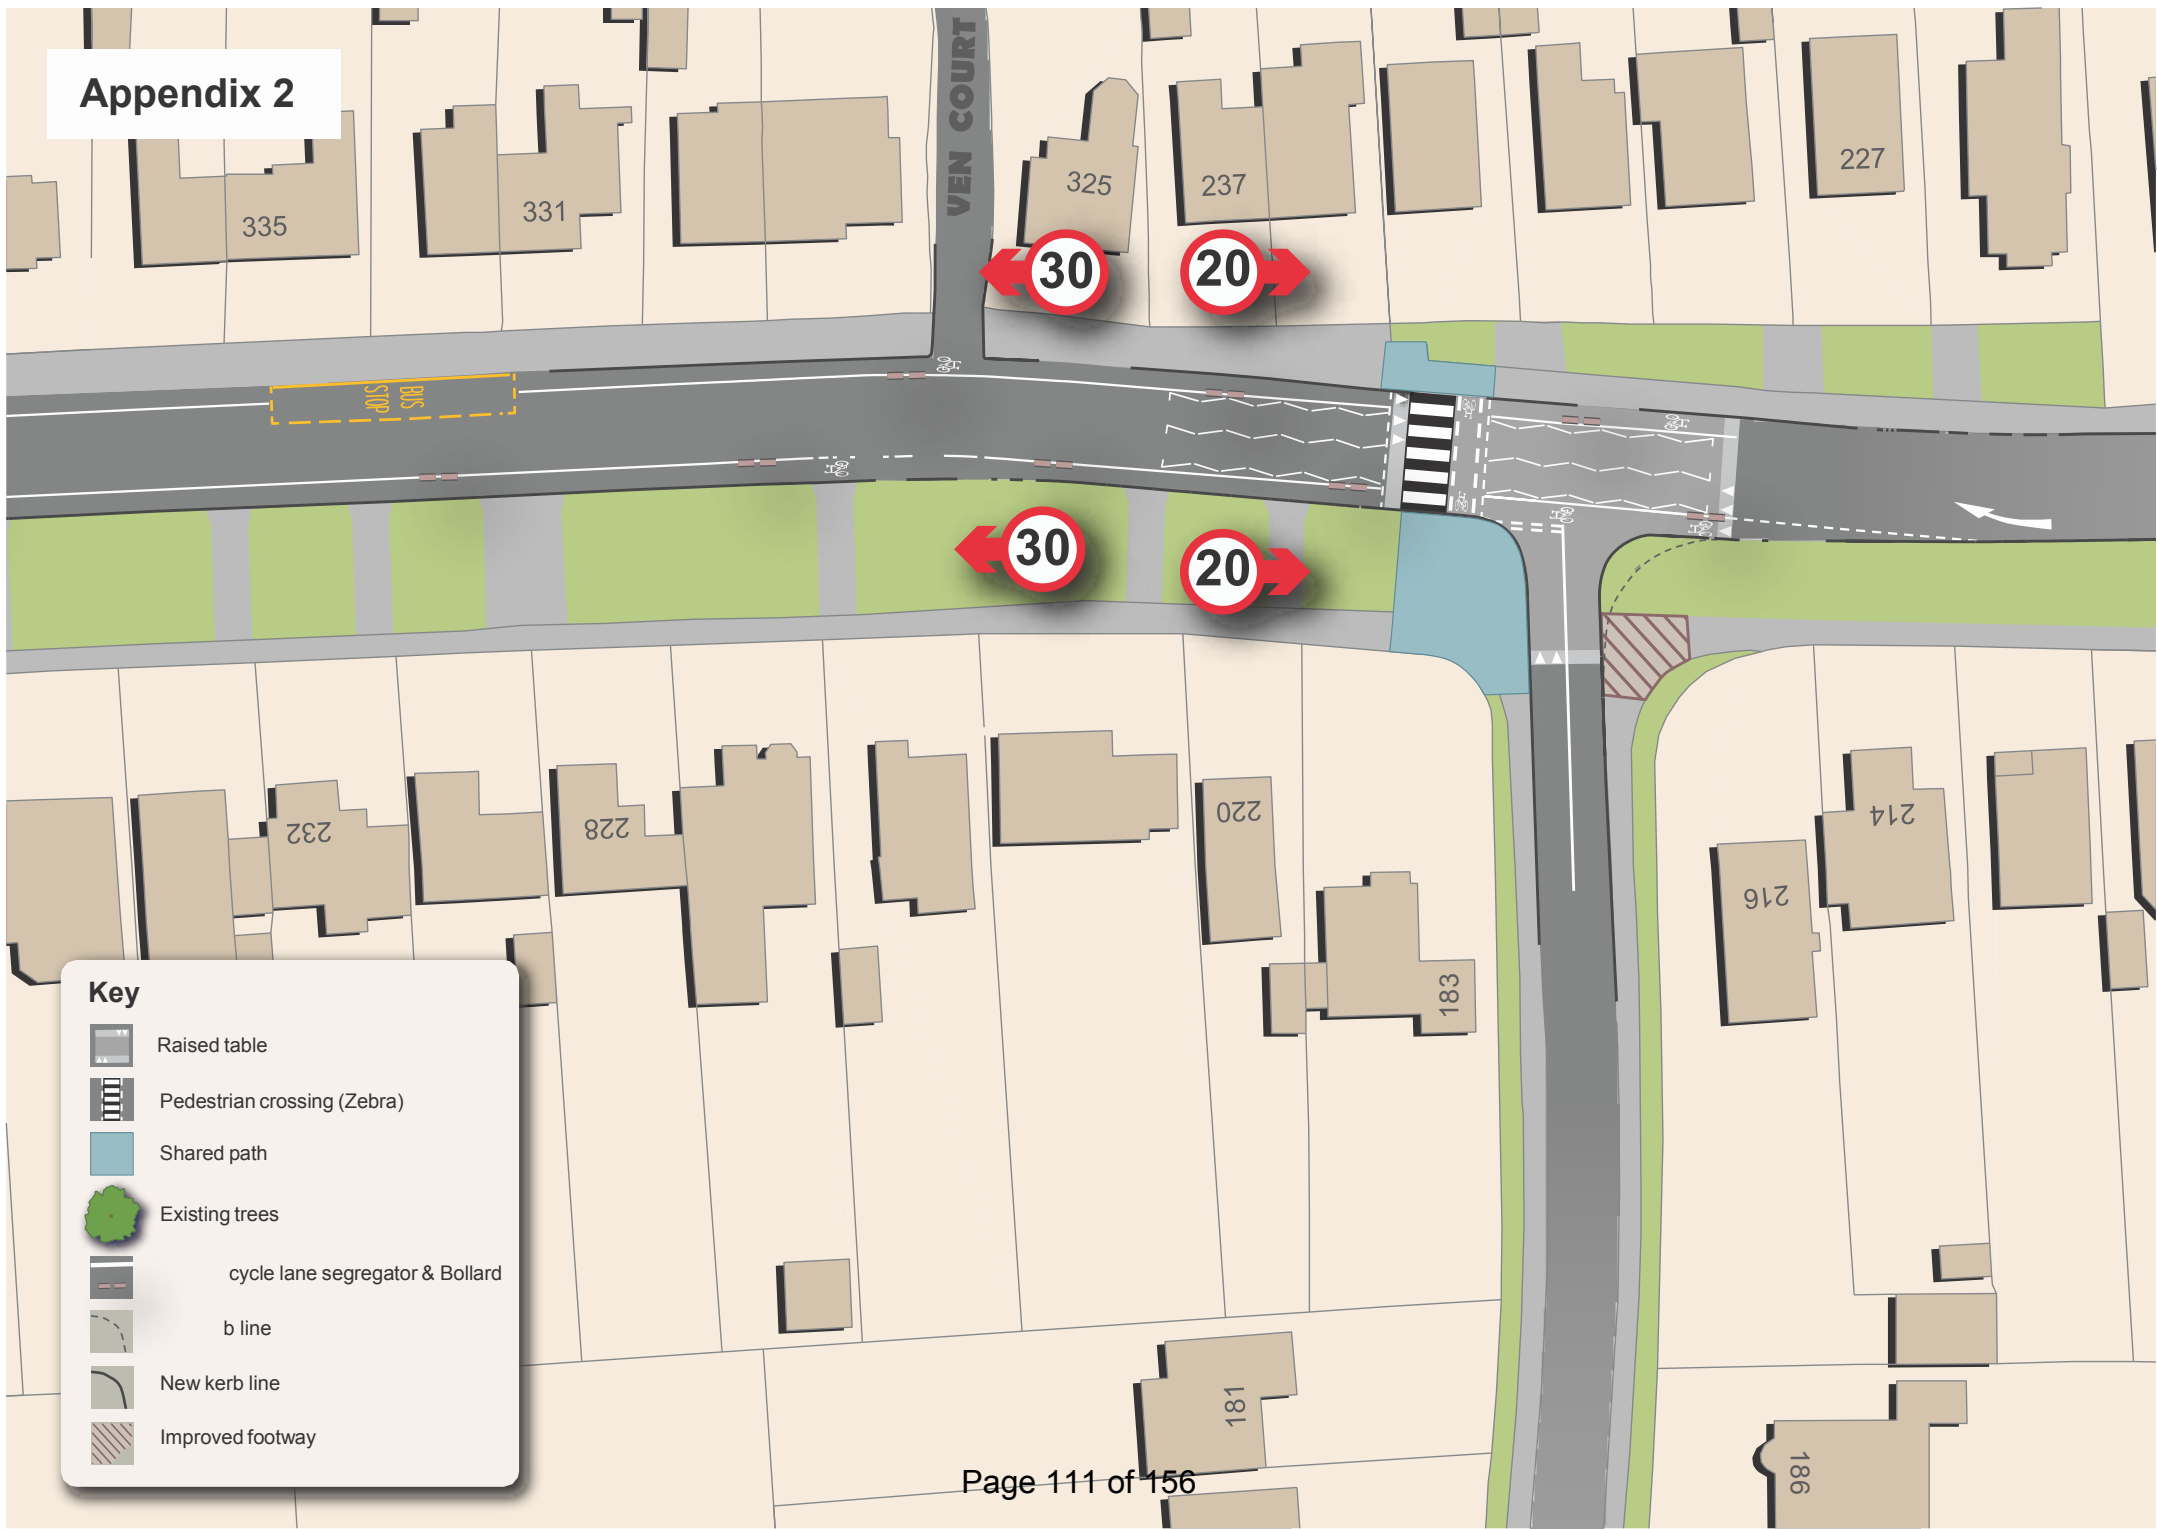 Appendix 2
VEN COURT
335
331
325
237
227
30
20
BUS
STOP
30
20
232
228
220
183
216
214
181
186
Key
Raised table
Pedestrian crossing (Zebra)
Shared path
Existing trees
cycle lane segregator & Bollard
b line
New kerb line
Improved footway
Page 111 of 156